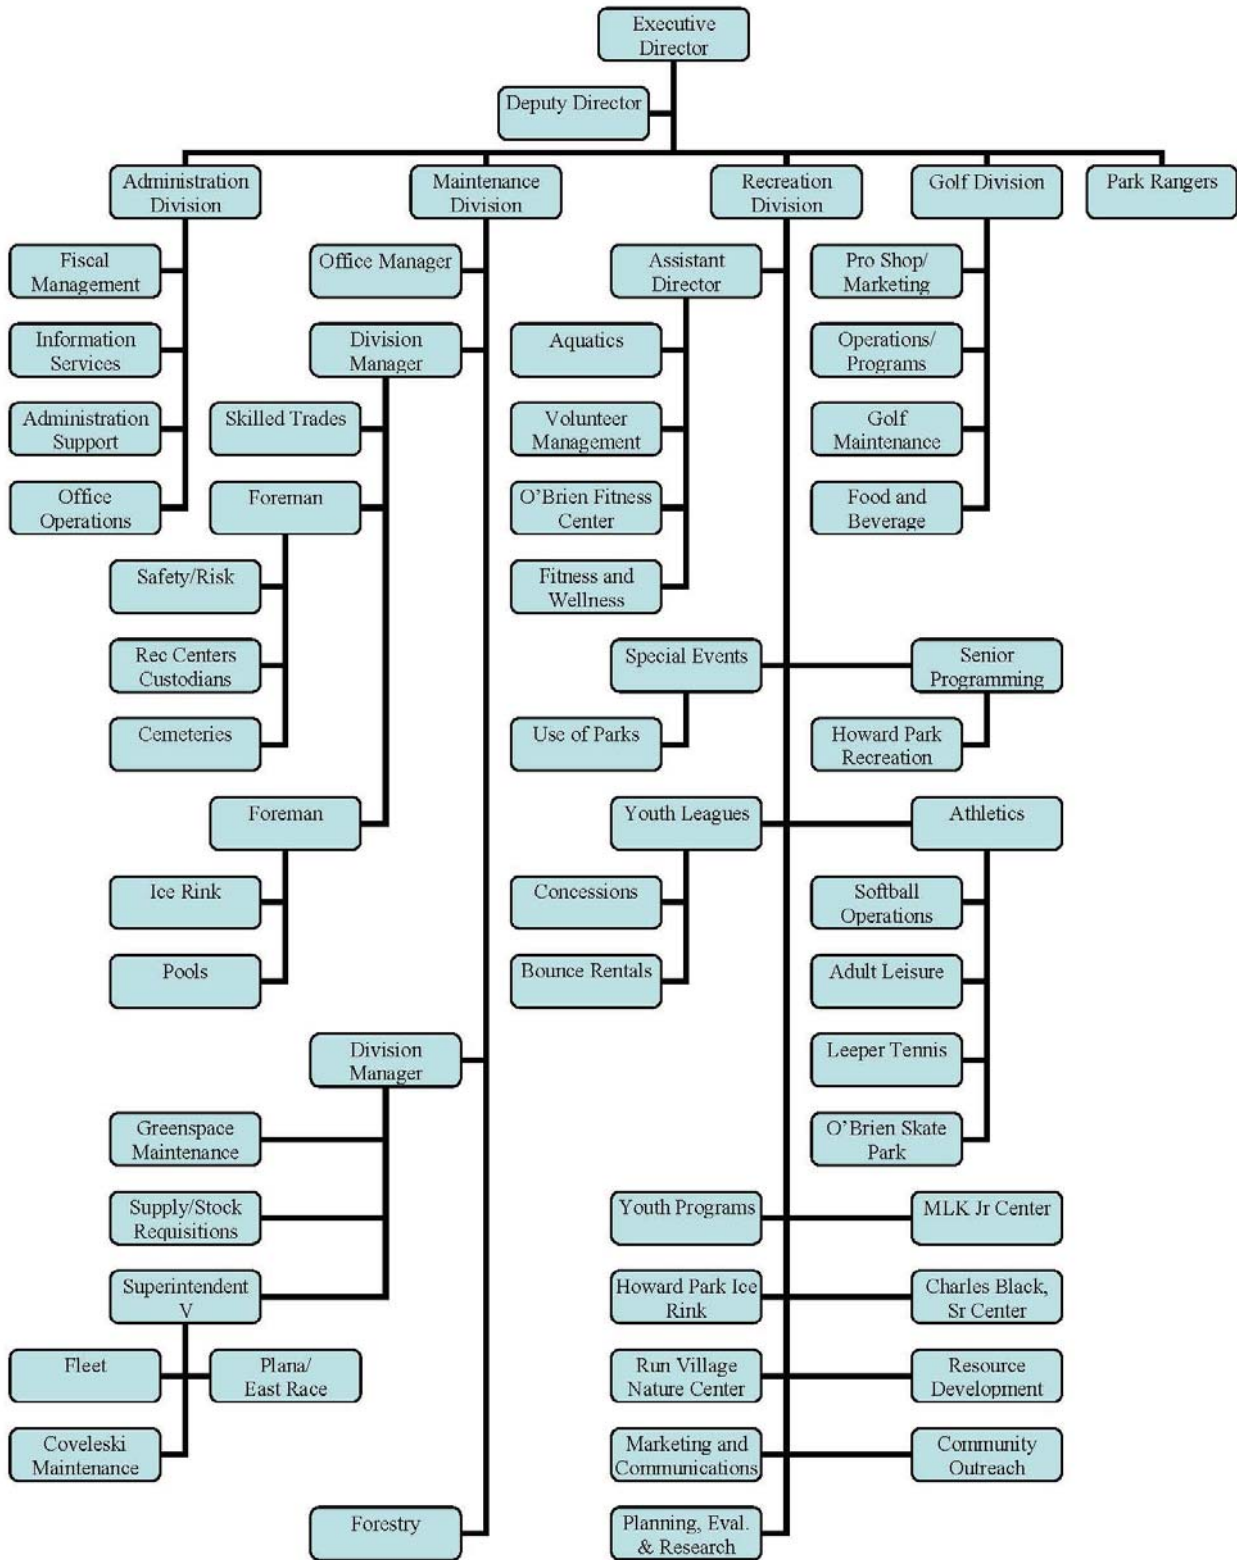 Executive
Director
Deputy Director
Administration
Division
Maintenance
Division
Recreation
Division
Golf Division
Park Rangers
Fiscal
Management
Information
Services
Administration
Support
Office
Operations
Office Manager
Division
Manager
Skilled Trades
Foreman
Safety/Risk
Rec Centers
Custodians
Cemeteries
Foreman
Ice Rink
Pools
Division
Manager
Greenspace
Maintenance
Supply/Stock
Requisitions
Superintendent
V
Fleet
Plana/
East Race
Coveleski
Maintenance
Forestry
Assistant
Director
Aquatics
Volunteer
Management
O'Brien Fitness
Center
Fitness and
Wellness
Special Events
Use of Parks
Senior
Programming
Howard Park
Recreation
Youth Leagues
Concessions
Bounce Rentals
Athletics
Softball
Operations
Adult Leisure
Leeper Tennis
O'Brien Skate
Park
Youth Programs
MLK Jr Center
Howard Park Ice
Rink
Charles Black,
Sr Center
Run Village
Nature Center
Resource
Development
Marketing and
Communications
Community
Outreach
Planning, Eval.
& Research
Pro Shop/
Marketing
Operations/
Programs
Golf
Maintenance
Food and
Beverage